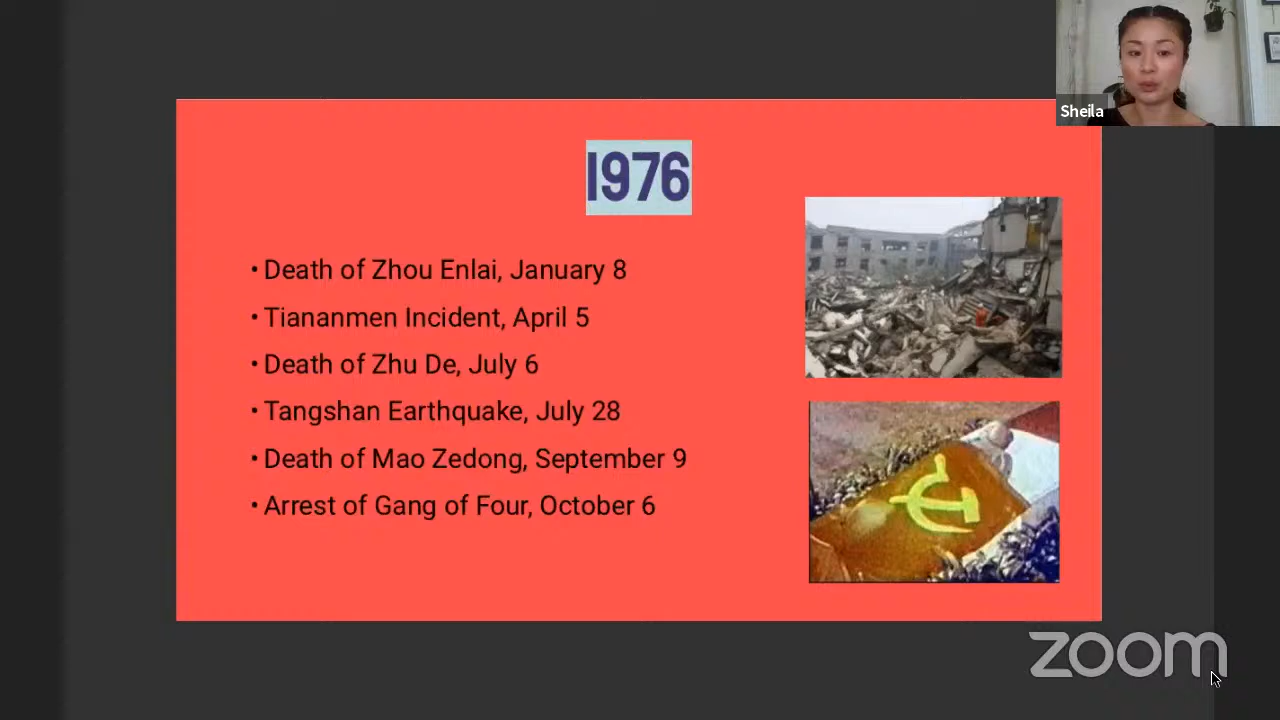 Sheila
1976
• Death of Zhou Enlai, January 8
• Tiananmen Incident, April 5
• Death of Zhu De, July 6
• Tangshan Earthquake, July 28
• Death of Mao Zedong, September 9
• Arrest of Gang of Four, October 6
zoom